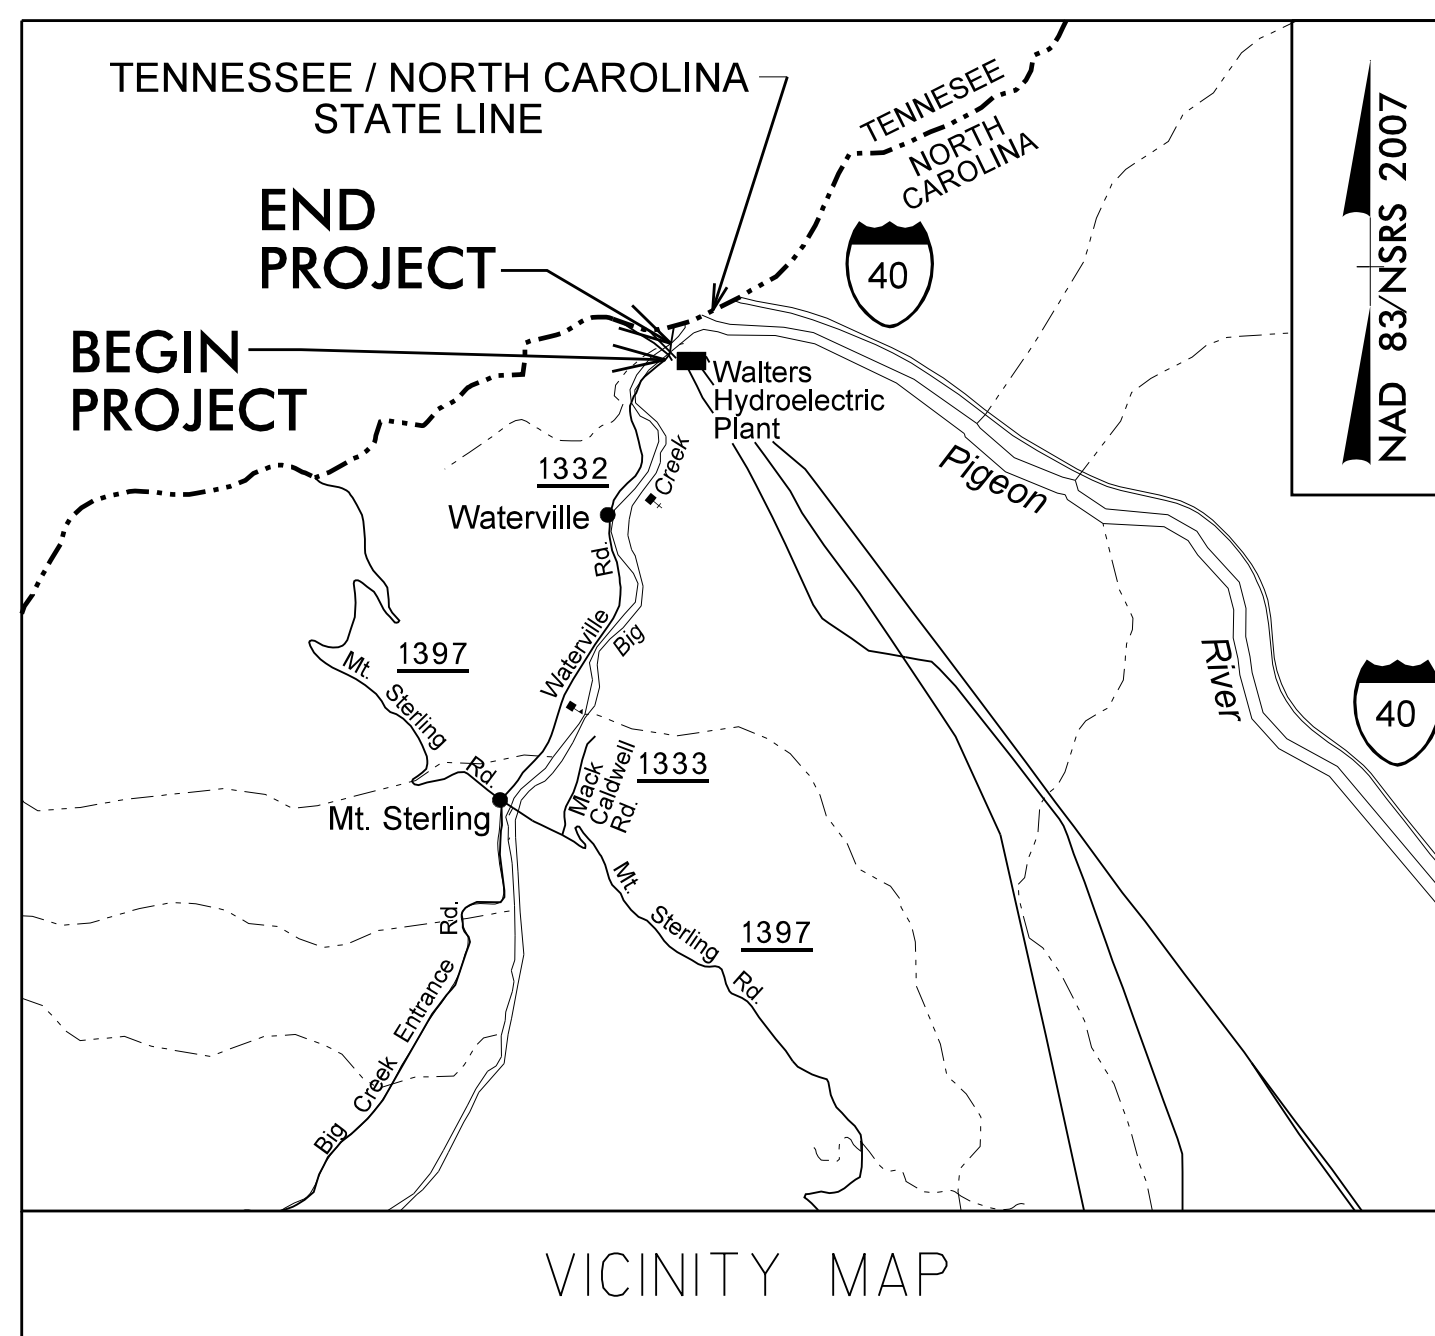 TENNESSEE / NORTH CAROLINA
STATE LINE
TENNESEE
NORTH
CAROLINA
END
PROJECT
BEGIN
PROJECT
40
NAD 83/NSRS 2007
Walters
Hydroelectric
Plant
Pigeon
River
40
1332
Creek
Waterville
Rd.
Waterville
Big
1397
Mt. Sterling
Rd.
Mack
Caldwell
Rd.
1333
Mt. Sterling
Mt. Sterling Rd.
1397
Big Creek Entrance Rd.
VICINITY MAP